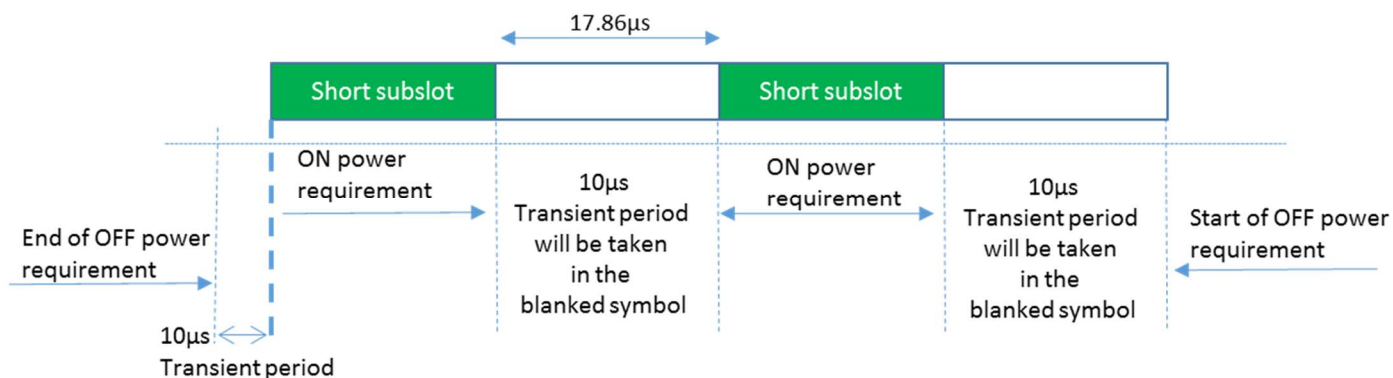 17.86µs
Short subslot
Short subslot
ON power
requirement
10µs
Transient period
will be taken
in the
blanked symbol
ON power
requirement
10µs
Transient period
will be taken
in the
blanked symbol
End of OFF power
requirement
Start of OFF power
requirement
10µs
Transient period